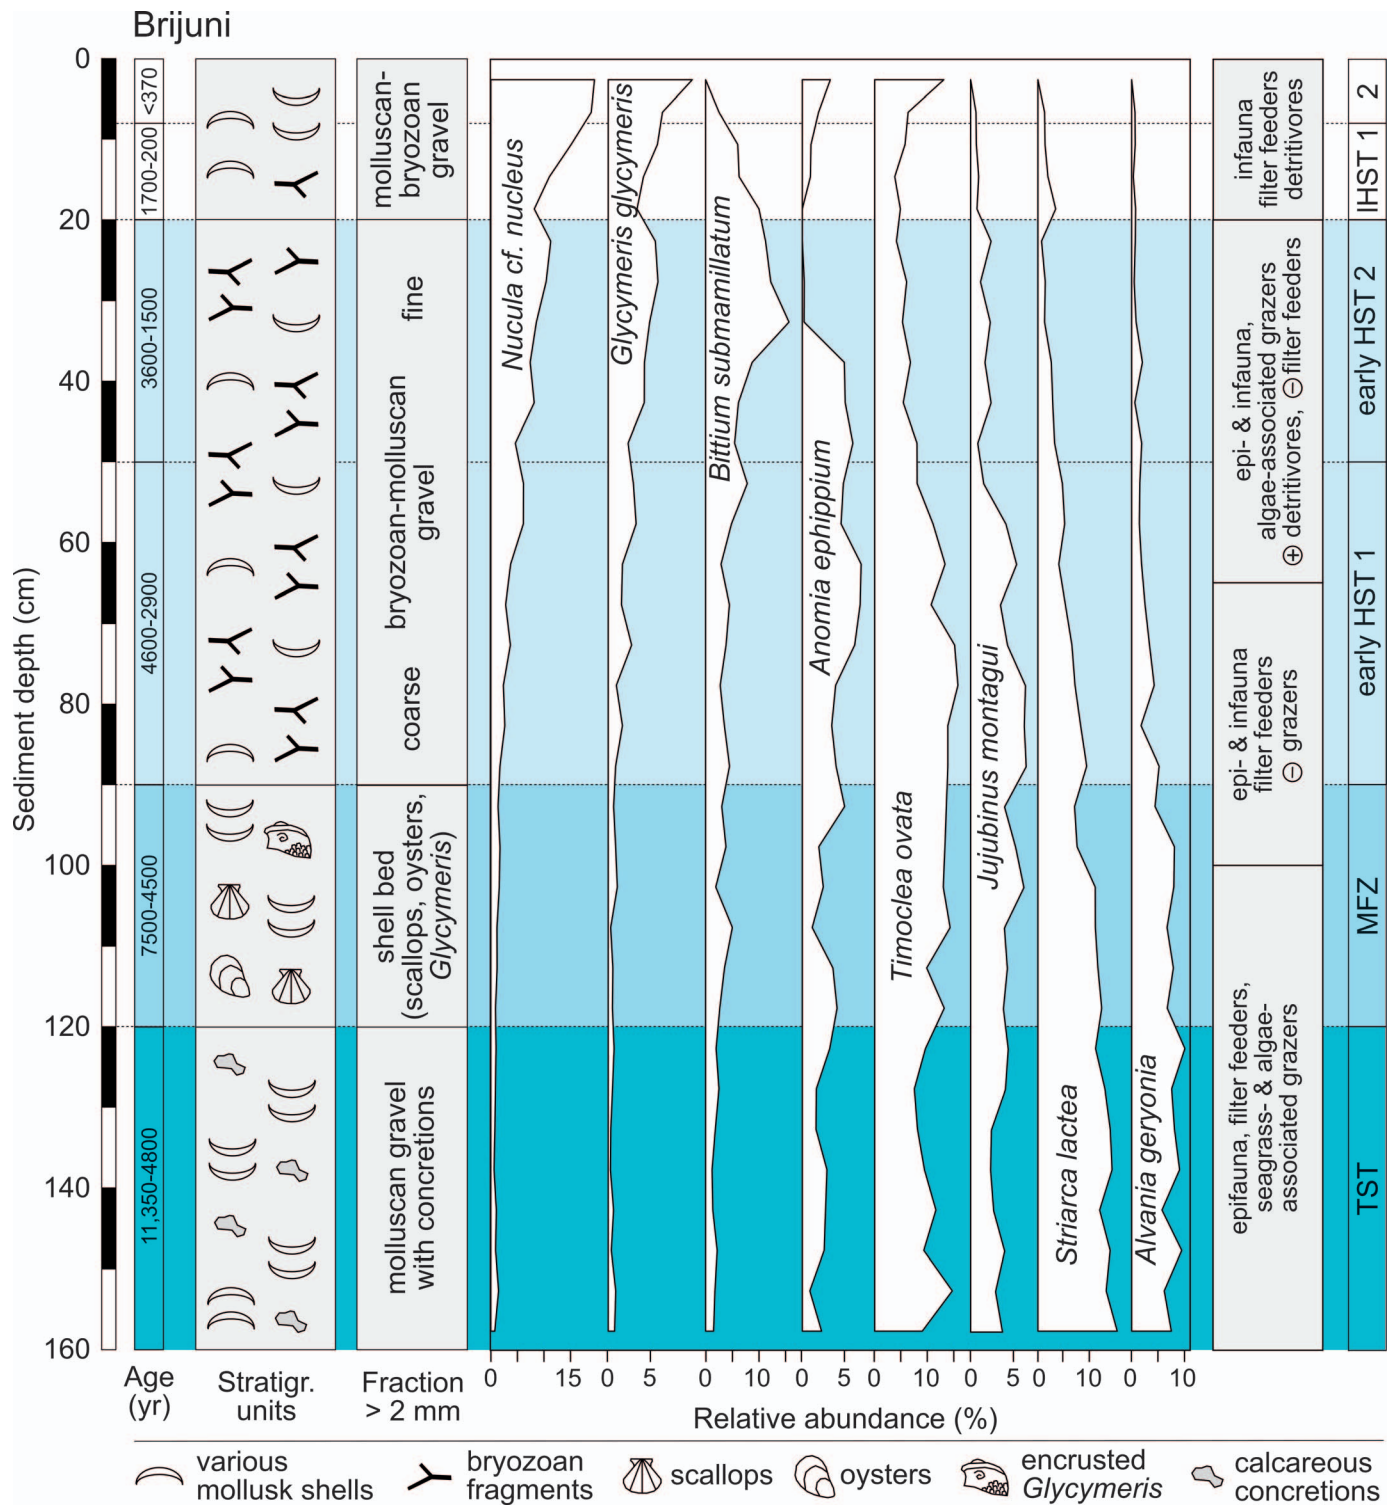 Brijuni
Sediment depth (cm)
0
20
40
60
80
100
120
140
160
<370
1700-200
3600-1500
4600-2900
7500-4500
11,350-4800
Age
(yr)
Stratigr.
units
molluscan-
bryozoan
gravel
fine
bryozoan-molluscan
gravel
coarse
shell bed
(scallops, oysters,
Glycymeris)
molluscan gravel
with concretions
Fraction
> 2 mm
Nucula cf. nucleus
Glycymeris glycymeris
Bittium submamillatum
Anomia ephippium
Timoclea ovata
Jujubinus montagui
Striarca lactea
Alvania geryonia
0 15 0 5 0 10 0 5 0 10 0 5 0 10 0 10
Relative abundance (%)
infauna
filter feeders
detritivores
epi- & infauna,
algae-associated grazers
⊕ detritivores, ⊖ filter feeders
epi- & infauna
filter feeders
⊖ grazers
epifauna, filter feeders,
seagrass- & algae-
associated grazers
2
lHST 1
early HST 2
early HST 1
MFZ
TST
various
mollusk shells
bryozoan
fragments
scallops
oysters
encrusted
Glycymeris
calcareous
concretions